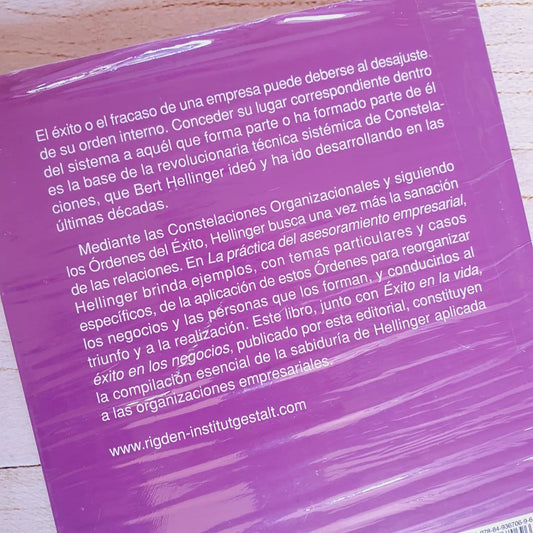 El éxito o el fracaso de una empresa puede deberse al desajuste
de su orden interno. Conceder su lugar correspondiente dentro
del sistema a aquél que forma parte o ha formado parte de él
es la base de la revolucionaria técnica sistémica de Constela-
ciones, que Bert Hellinger ideó y ha ido desarrollando en las
últimas décadas.
Mediante las Constelaciones Organizacionales y siguiendo
los Órdenes del Éxito, Hellinger busca una vez más la sanación
de las relaciones. En La práctica del asesoramiento empresarial,
Hellinger brinda ejemplos, con temas particulares y casos
específicos, de la aplicación de estos Órdenes para reorganizar
los negocios y las personas que los forman, y conducirlos al
triunfo y a la realización. Este libro, junto con Éxito en la vida,
éxito en los negocios, publicado por esta editorial, constituyen
la compilación esencial de la sabiduría de Hellinger aplicada
a las organizaciones empresariales.
www.rigden-institutgestalt.com